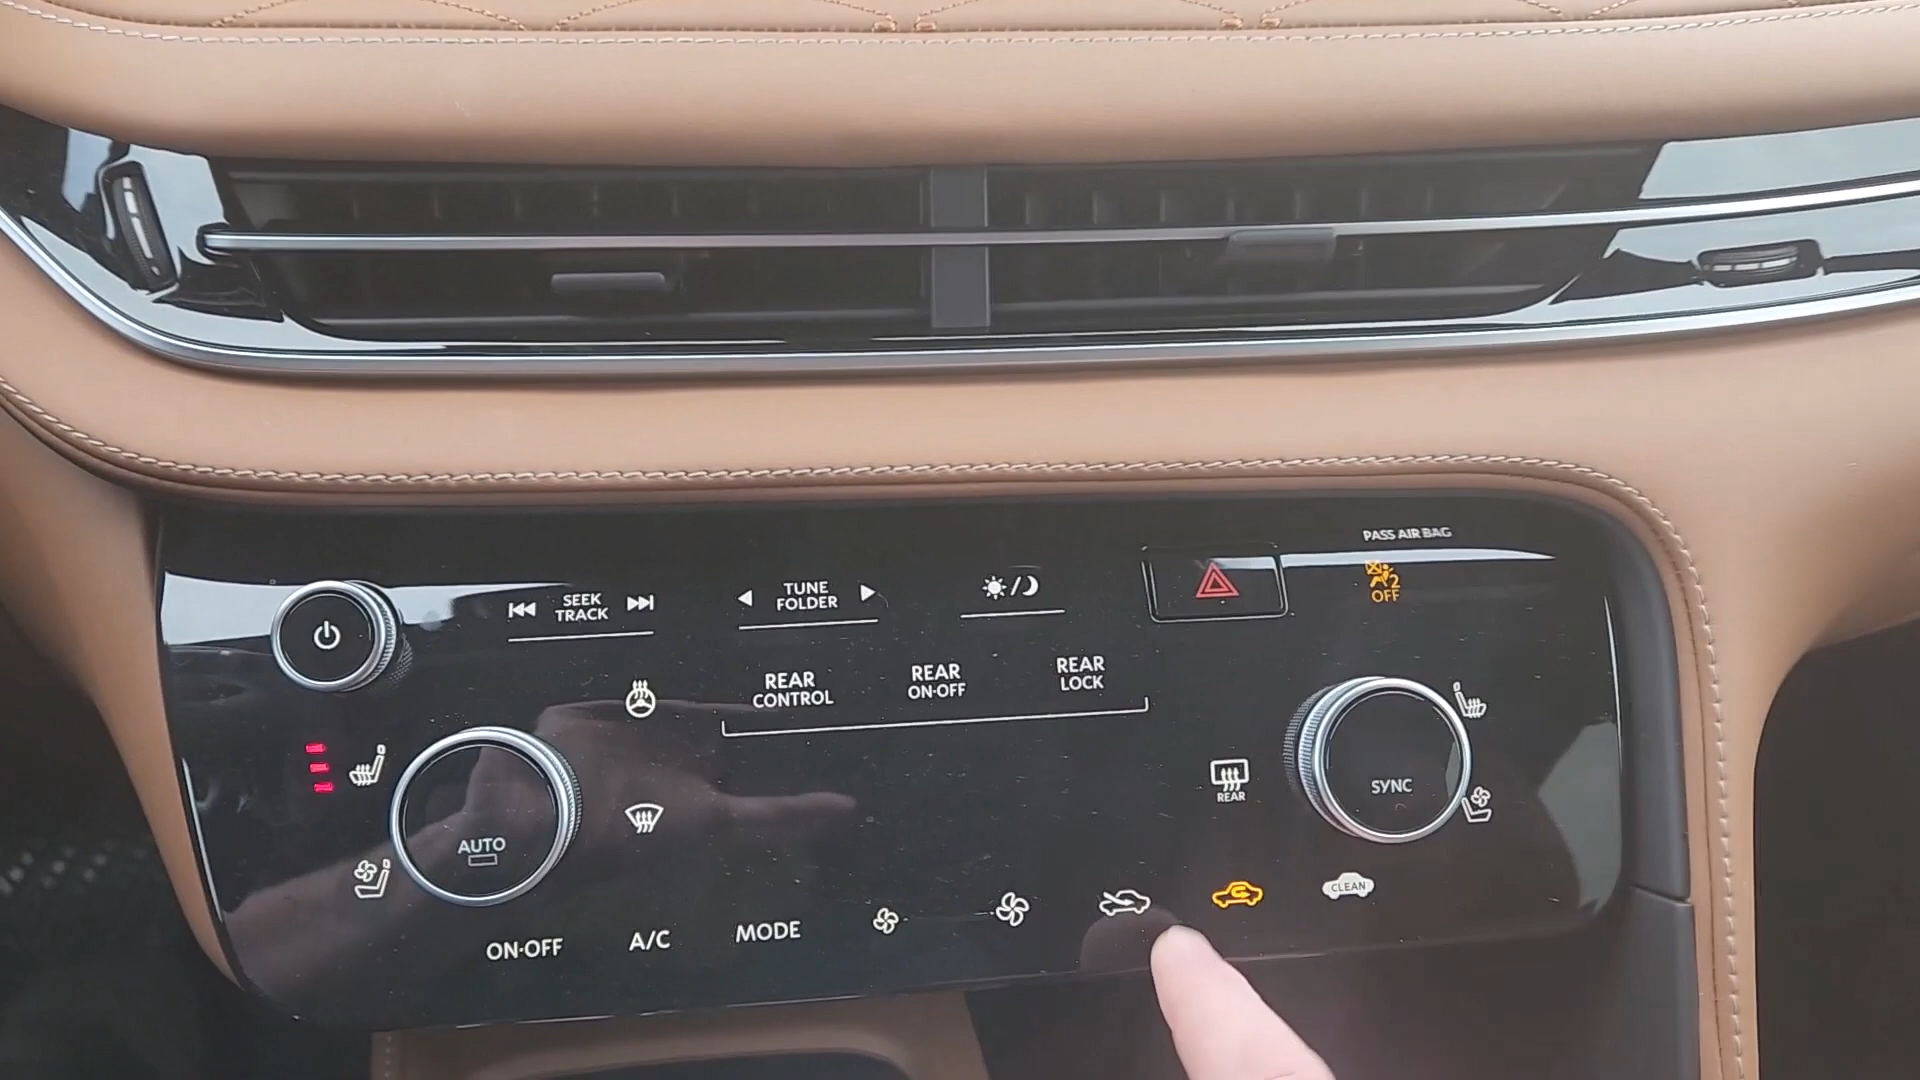 PASS AIR BAG
SEEK
TRACK
TUNE
FOLDER
2
OFF
REAR
CONTROL
REAR
ON·OFF
REAR
LOCK
REAR
SYNC
AUTO
CLEAN
ON·OFF
A/C
MODE